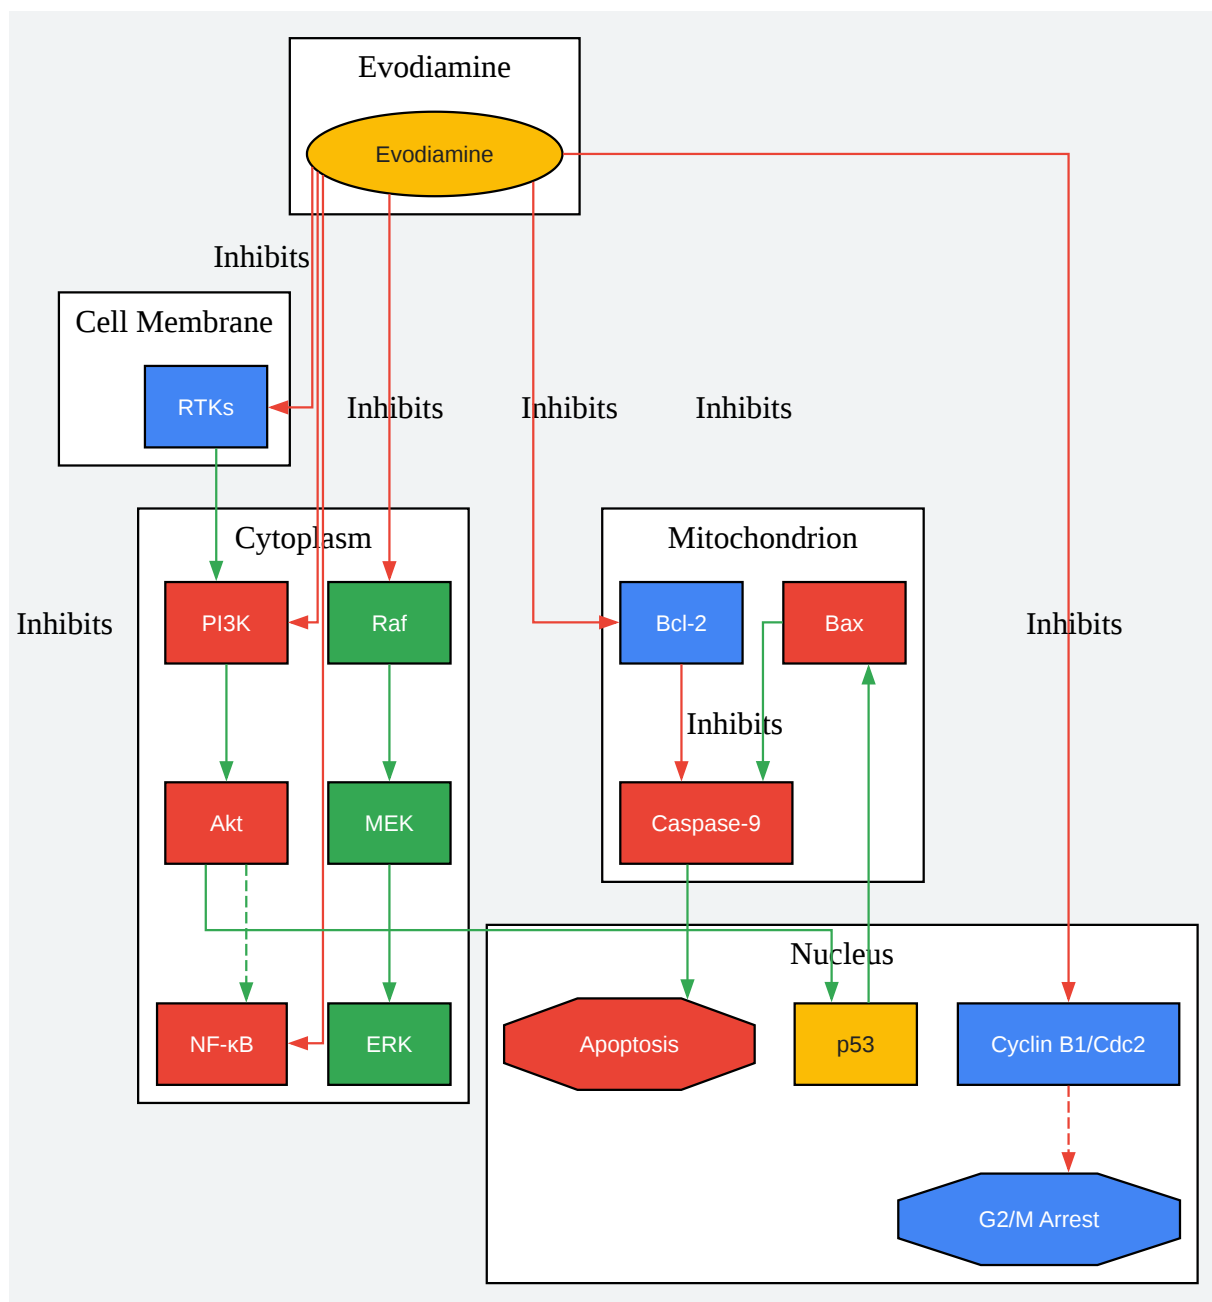 Evodiamine
Evodiamine
Inhibits
Cell Membrane
RTKs
Inhibits
Inhibits
Inhibits
Cytoplasm
Mitochondrion
Inhibits
PI3K
Raf
Bcl-2
Bax
Inhibits
Inhibits
Akt
MEK
Caspase-9
Nucleus
NF-κB
ERK
Apoptosis
p53
Cyclin B1/Cdc2
G2/M Arrest